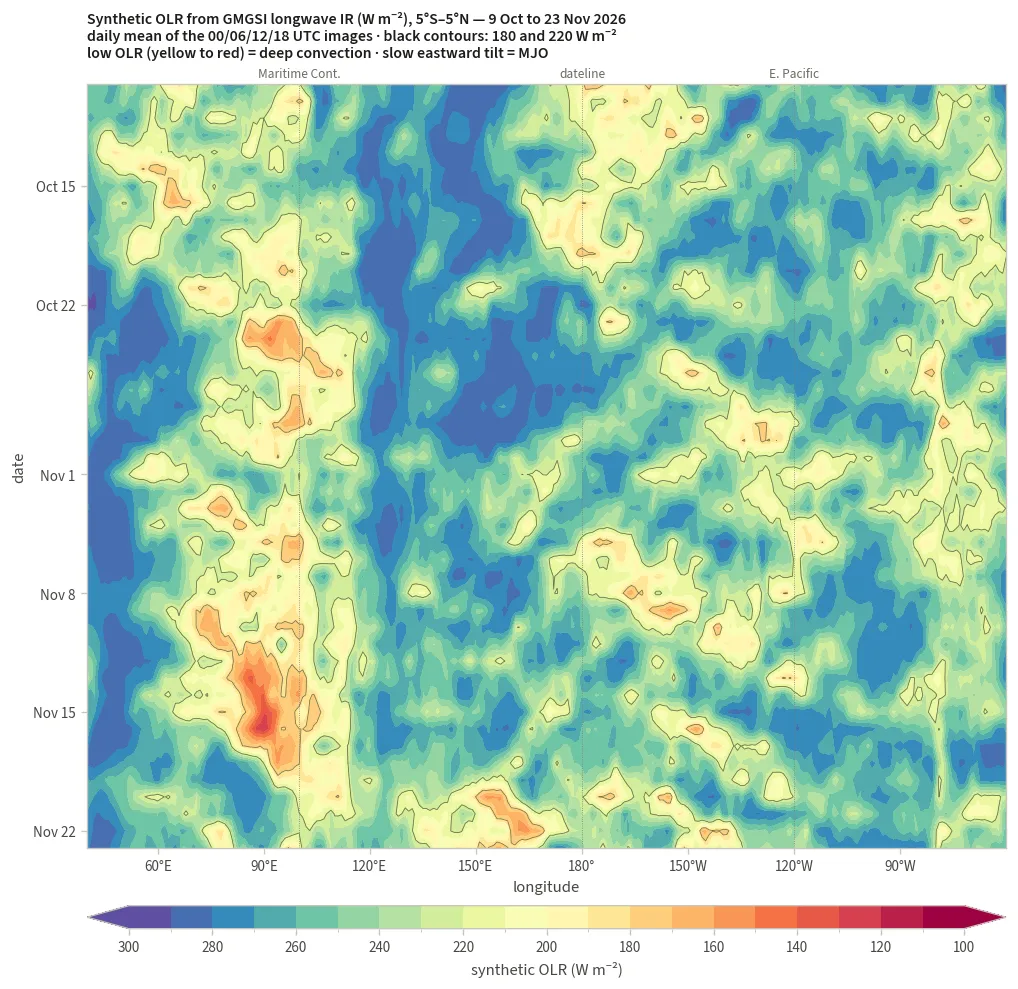 Synthetic OLR from GMGSI longwave IR (W m⁻²), 5°S–5°N — 9 Oct to 23 Nov 2026
daily mean of the 00/06/12/18 UTC images · black contours: 180 and 220 W m⁻²
low OLR (yellow to red) = deep convection · slow eastward tilt = MJO
Maritime Cont. dateline E. Pacific
Oct 15
Oct 22
date
Nov 1
Nov 8
Nov 15
Nov 22
60°E 90°E 120°E 150°E 180° 150°W 120°W 90°W
longitude
300 280 260 240 220 200 180 160 140 120 100
synthetic OLR (W m⁻²)